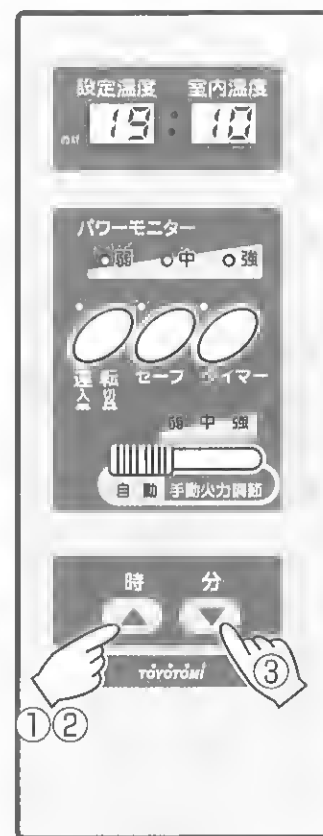 設定温度 室内温度
19:10
パワーモニター
弱 中 強
運転 セーフ タイマー
入 切
弱 中 強
自動 手動火力調節
時 分
▲ ▼
TOYOTOMI
①② ③